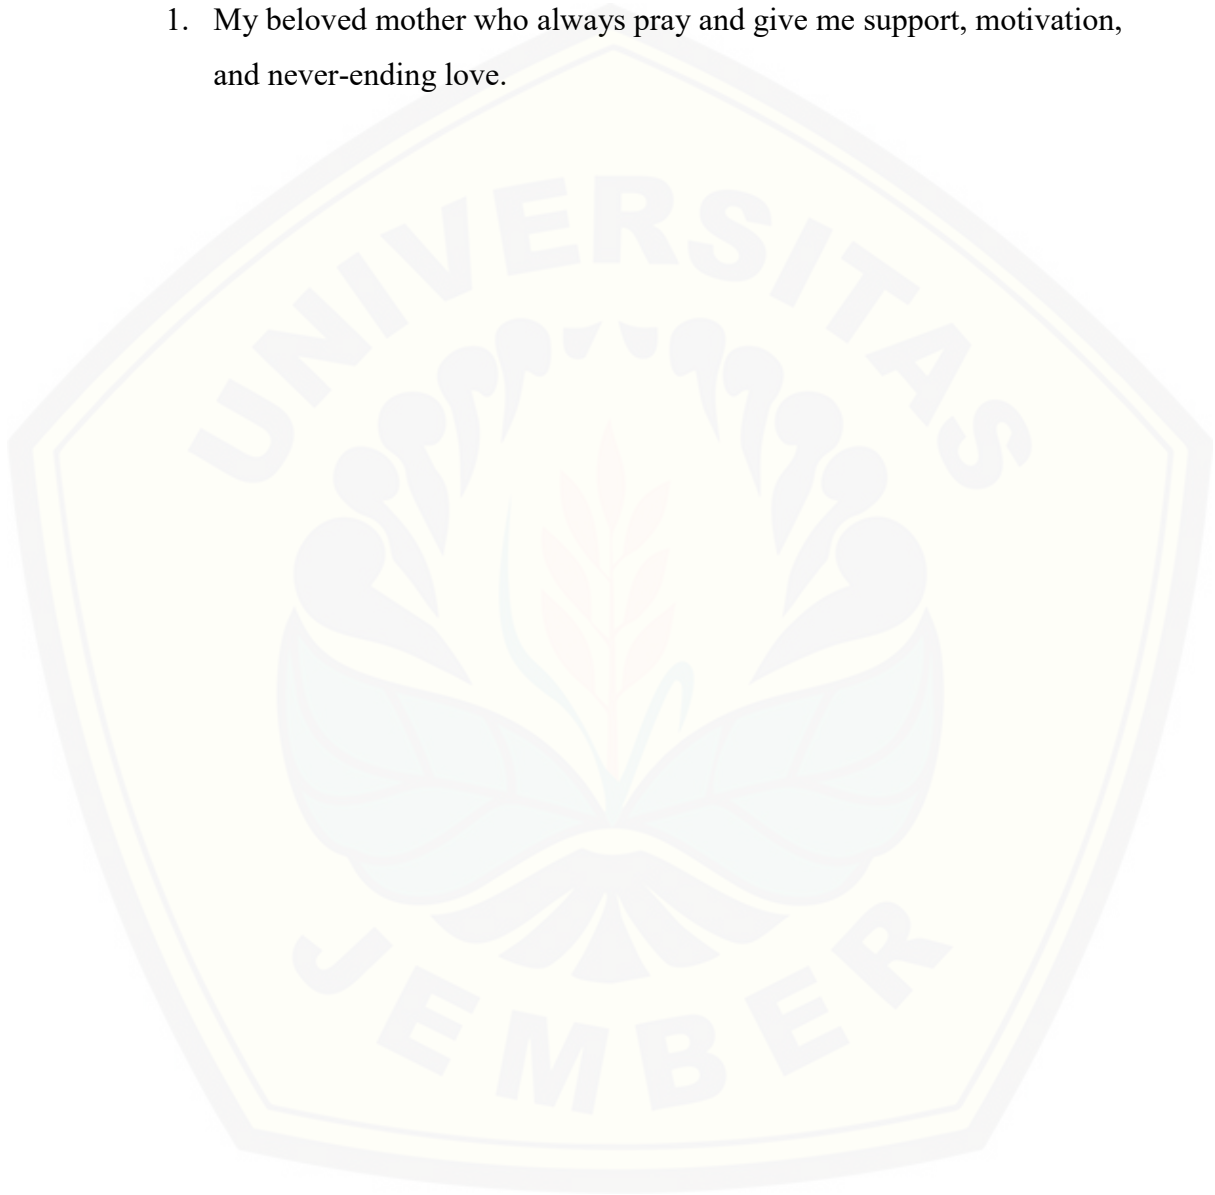 1. My beloved mother who always pray and give me support, motivation,
and never-ending love.
UNIVERSITAS
JEMBER